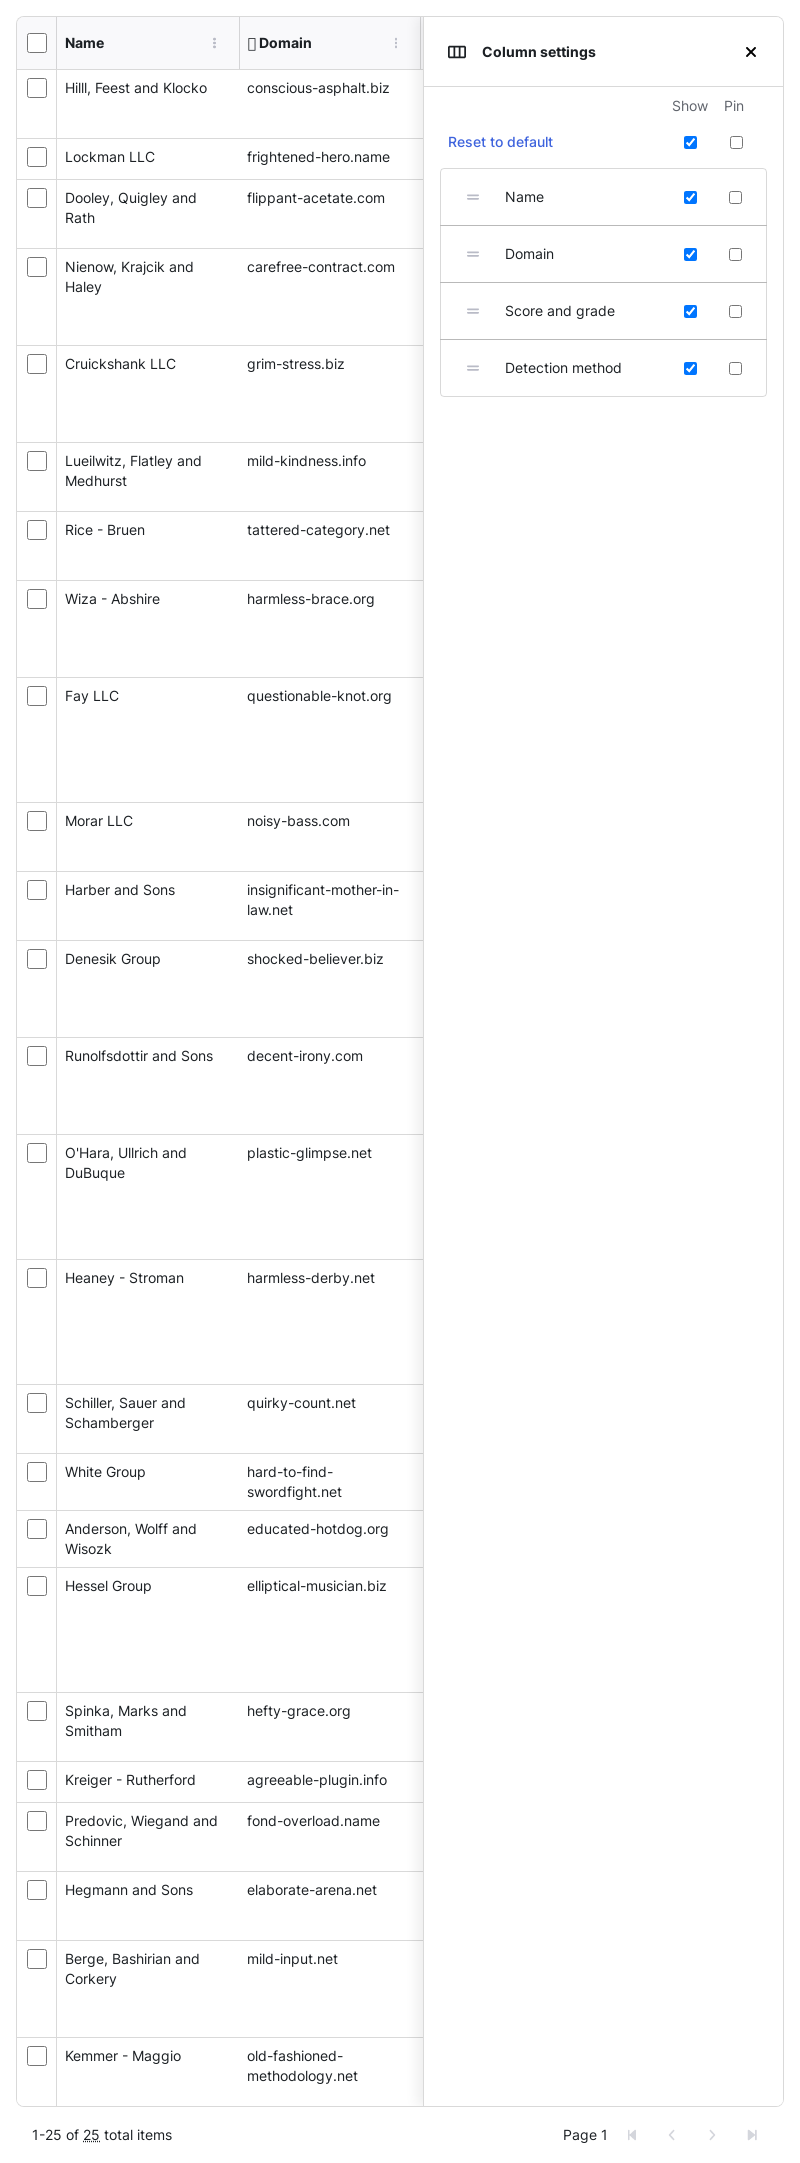 Name
Domain
Hilll, Feest and Klocko
conscious-asphalt.biz
Lockman LLC
frightened-hero.name
Dooley, Quigley and
Rath
flippant-acetate.com
Nienow, Krajcik and
Haley
carefree-contract.com
Cruickshank LLC
grim-stress.biz
Lueilwitz, Flatley and
Medhurst
mild-kindness.info
Rice - Bruen
tattered-category.net
Wiza - Abshire
harmless-brace.org
Fay LLC
questionable-knot.org
Morar LLC
noisy-bass.com
Harber and Sons
insignificant-mother-in-
law.net
Denesik Group
shocked-believer.biz
Runolfsdottir and Sons
decent-irony.com
O'Hara, Ullrich and
DuBuque
plastic-glimpse.net
Heaney - Stroman
harmless-derby.net
Schiller, Sauer and
Schamberger
quirky-count.net
White Group
hard-to-find-
swordfight.net
Anderson, Wolff and
Wisozk
educated-hotdog.org
Hessel Group
elliptical-musician.biz
Spinka, Marks and
Smitham
hefty-grace.org
Kreiger - Rutherford
agreeable-plugin.info
Predovic, Wiegand and
Schinner
fond-overload.name
Hegmann and Sons
elaborate-arena.net
Berge, Bashirian and
Corkery
mild-input.net
Kemmer - Maggio
old-fashioned-
methodology.net
Column settings
Show Pin
Reset to default
Name
Domain
Score and grade
Detection method
1-25 of 25 total items
Page 1